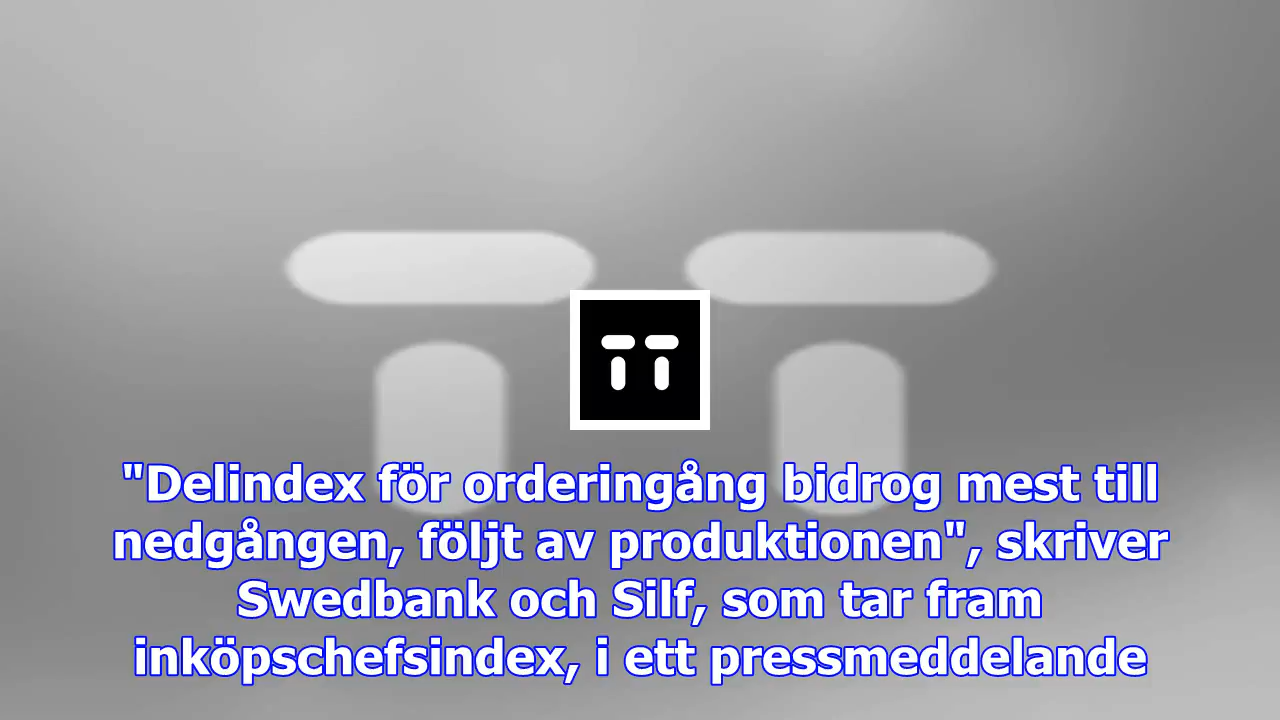 TT
"Delindex för orderingång bidrog mest till
nedgången, följt av produktionen", skriver
Swedbank och Silf, som tar fram
inköpschefsindex, i ett pressmeddelande